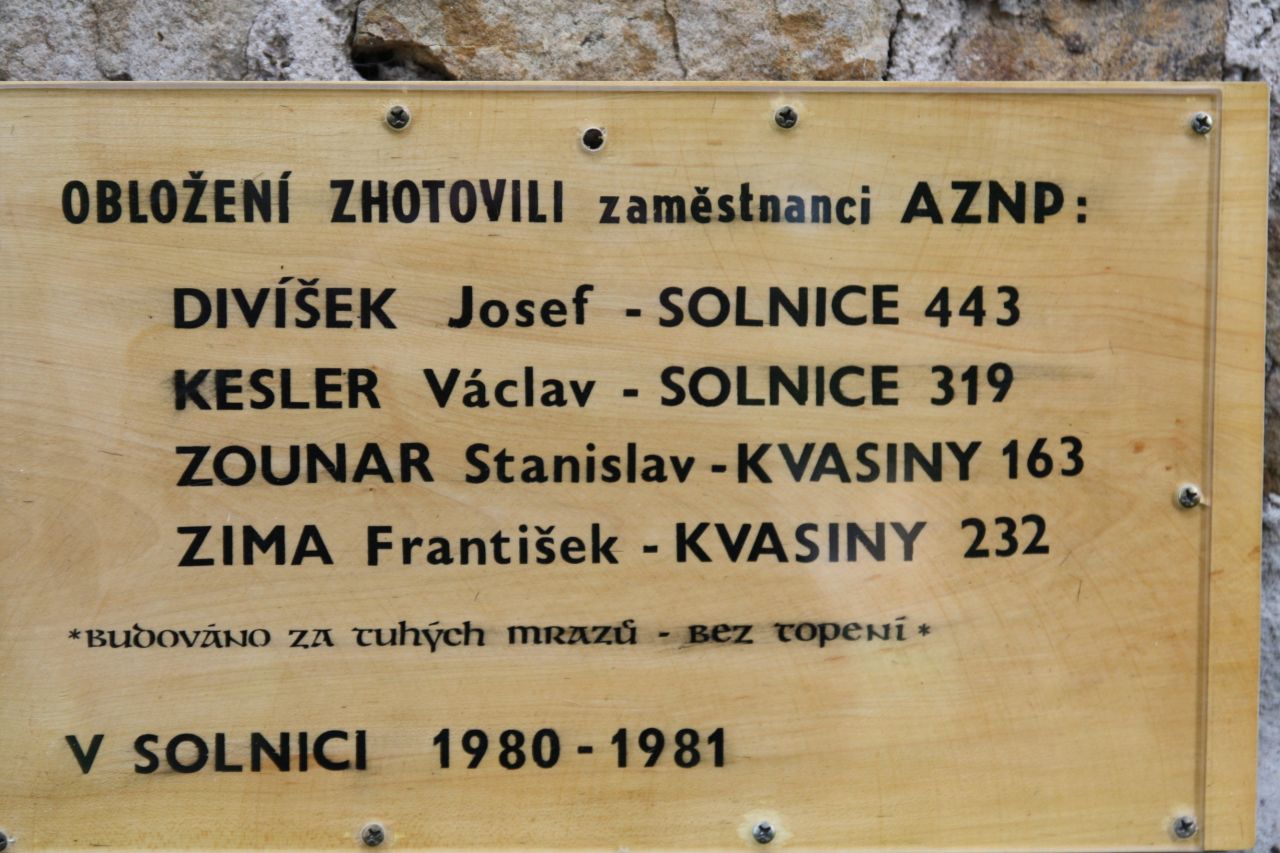 OBLOŽENÍ ZHOTOVILI zaměstnanci AZNP:
DIVÍŠEK Josef - SOLNICE 443
KESLER Václav - SOLNICE 319
ZOUNAR Stanislav - KVASINY 163
ZIMA František - KVASINY 232
*BUDOVÁNO ZA TUHÝCH MRAZŮ - BEZ TOPENÍ*
V SOLNICI 1980 - 1981